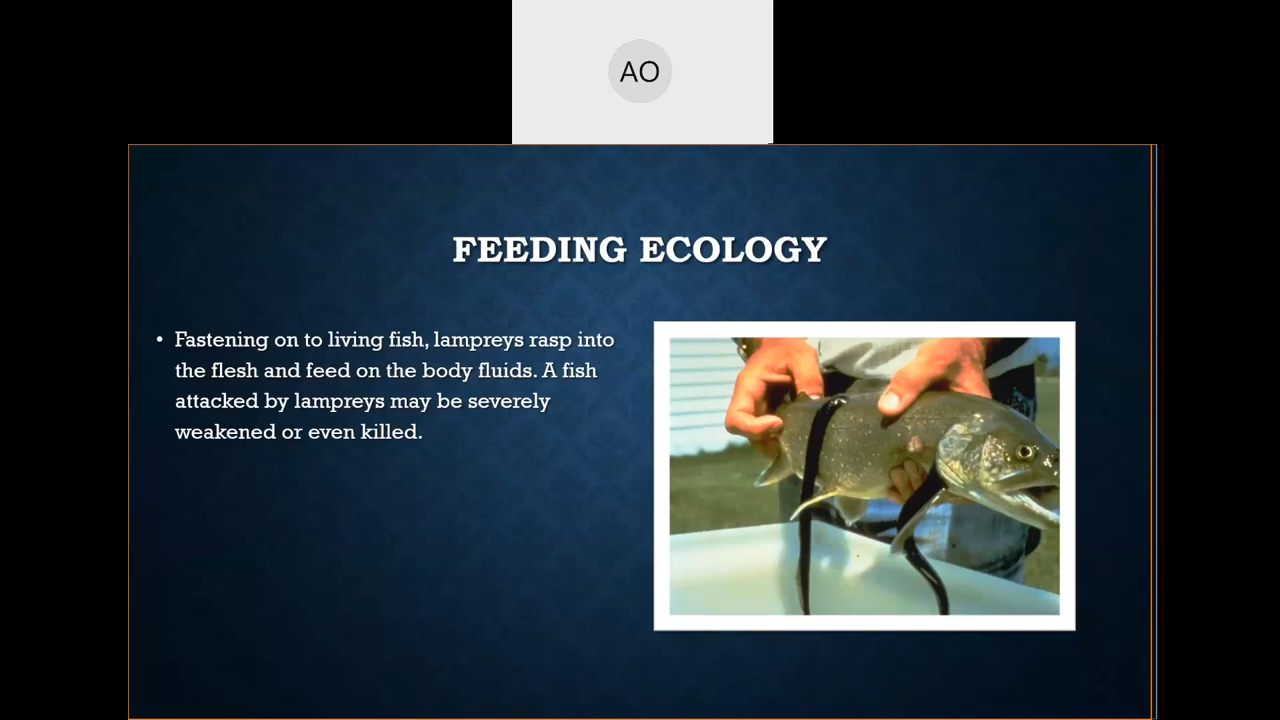 AO
FEEDING ECOLOGY
• Fastening on to living fish, lampreys rasp into
the flesh and feed on the body fluids. A fish
attacked by lampreys may be severely
weakened or even killed.